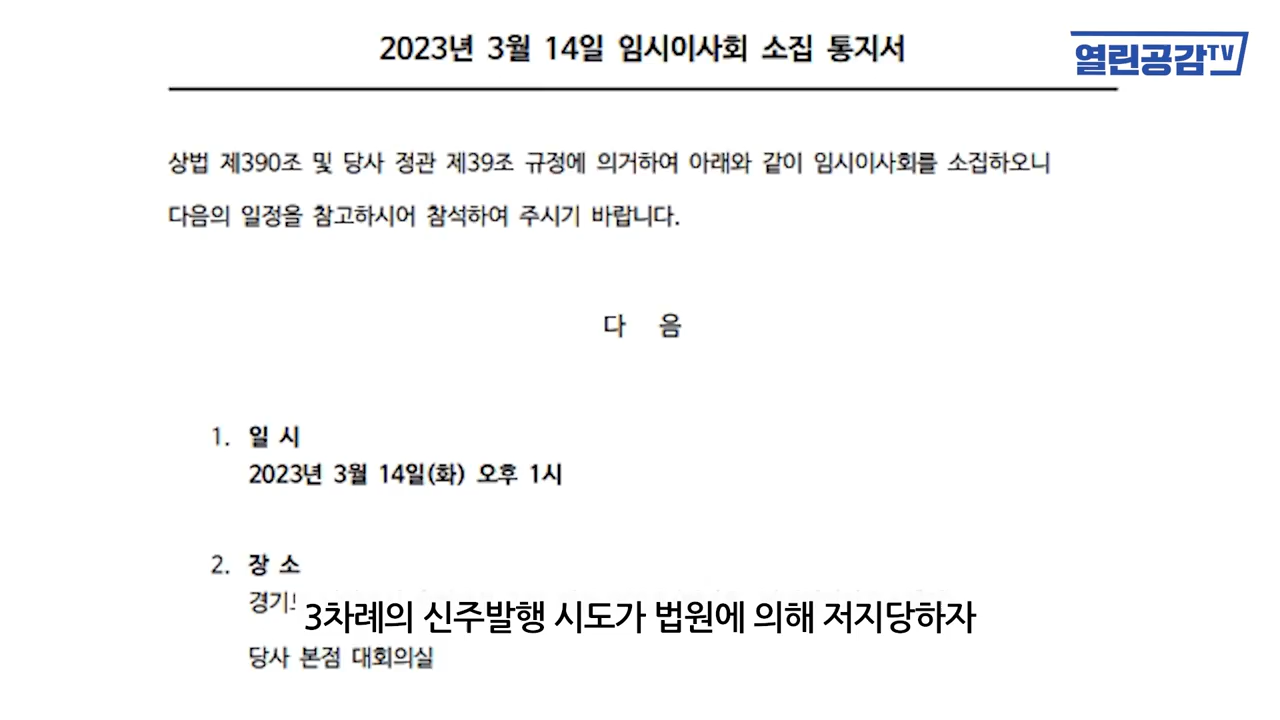 2023년 3월 14일 임시이사회 소집 통지서
열린공감TV
상법 제390조 및 당사 정관 제39조 규정에 의거하여 아래와 같이 임시이사회를 소집하오니
다음의 일정을 참고하시어 참석하여 주시기 바랍니다.
다 음
1. 일 시
2023년 3월 14일(화) 오후 1시
2. 장 소
경기
3차례의 신주발행 시도가 법원에 의해 저지당하자
당사 본점 대회의실